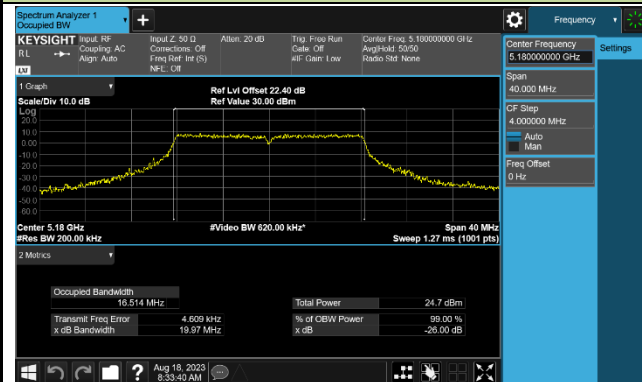 Spectrum Analyzer 1
Occupied BW
Frequency
KEYSIGHT Input: RF Input Z: 50 Ω Atten: 20 dB Trig: Free Run Center Freq: 5.180000000 GHz
RL Coupling: AC Corrections: Off Gate: Off Avg|Hold: 50/50
Align: Auto Freq Ref: Int (S) #IF Gain: Low Radio Std: None
NFE: Off
LXI
Center Frequency
5.180000000 GHz
Settings
Span
40.000 MHz
CF Step
4.000000 MHz
Auto
Man
Freq Offset
0 Hz
1 Graph
Ref Lvl Offset 22.40 dB
Scale/Div 10.0 dB Ref Value 30.00 dBm
Log
20.0
10.0
0.00
-10.0
-20.0
-30.0
-40.0
-50.0
-60.0
Center 5.18 GHz #Video BW 620.00 kHz* Span 40 MHz
#Res BW 200.00 kHz Sweep 1.27 ms (1001 pts)
2 Metrics
Occupied Bandwidth
16.514 MHz Total Power 24.7 dBm
Transmit Freq Error 4.609 kHz % of OBW Power 99.00 %
x dB Bandwidth 19.97 MHz x dB -26.00 dB
Aug 18, 2023
8:33:40 AM